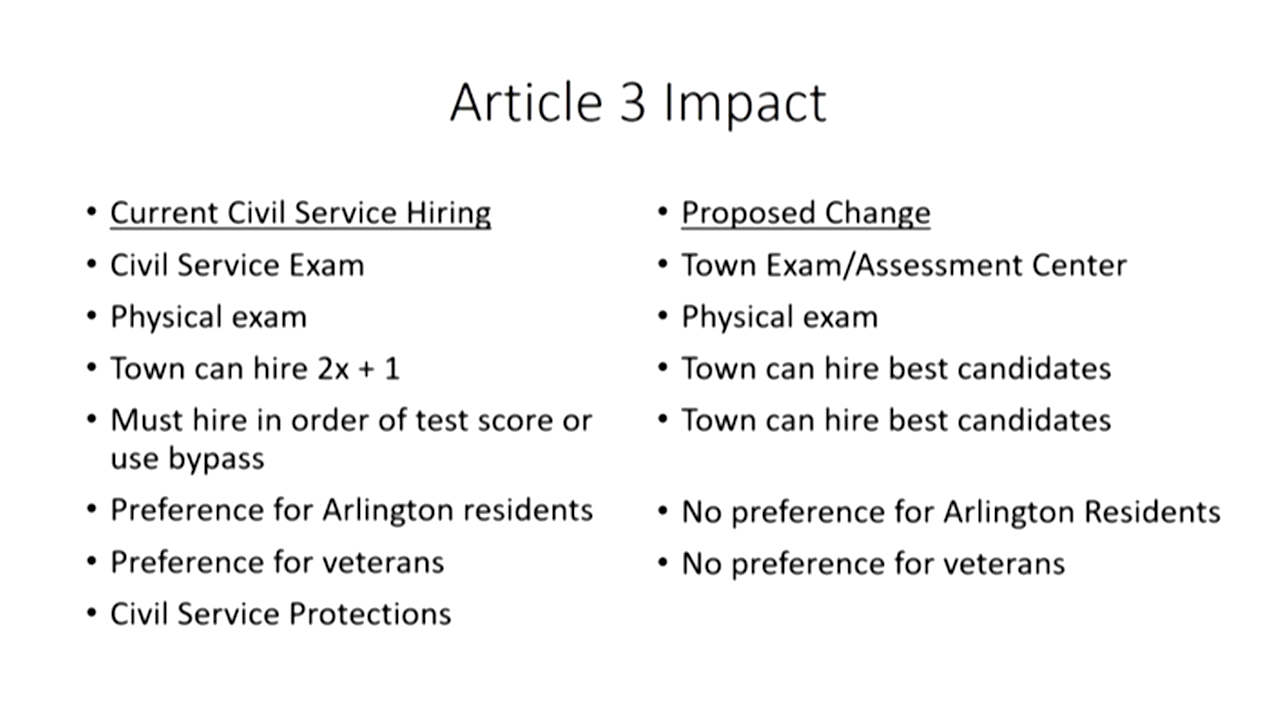 Article 3 Impact
• Current Civil Service Hiring
• Civil Service Exam
• Physical exam
• Town can hire 2x + 1
• Must hire in order of test score or
use bypass
• Preference for Arlington residents
• Preference for veterans
• Civil Service Protections
• Proposed Change
• Town Exam/Assessment Center
• Physical exam
• Town can hire best candidates
• Town can hire best candidates
• No preference for Arlington Residents
• No preference for veterans